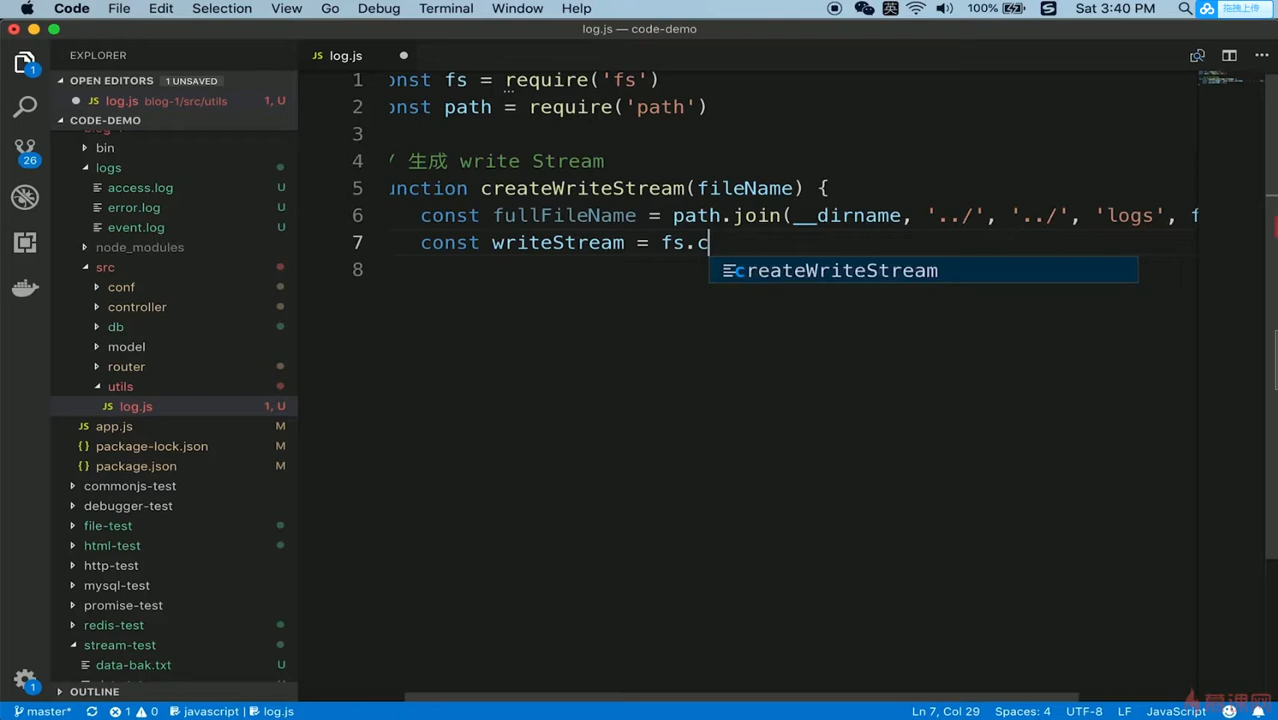 Code File Edit Selection View Go Debug Terminal Window Help 英 100% Sat 3:40 PM 拖拽上传
log.js — code-demo
EXPLORER
JS log.js
OPEN EDITORS 1 UNSAVED
JS log.js blog-1/src/utils 1, U
CODE-DEMO
bin
logs
access.log U
error.log U
event.log U
node_modules
src
conf
controller
db
model
router
utils
JS log.js 1, U
JS app.js M
{ } package-lock.json M
{ } package.json M
commonjs-test
debugger-test
file-test
html-test
http-test
mysql-test
promise-test
redis-test
stream-test
data-bak.txt U
OUTLINE
1
26
1
1 onst fs = require('fs')
2 onst path = require('path')
3
4 / 生成 write Stream
5 unction createWriteStream(fileName) {
6 const fullFileName = path.join(__dirname, '../', '../', 'logs', f
7 const writeStream = fs.c
createWriteStream
8
慕课网
master* 1 0 javascript | log.js Ln 7, Col 29 Spaces: 4 UTF-8 LF JavaScript